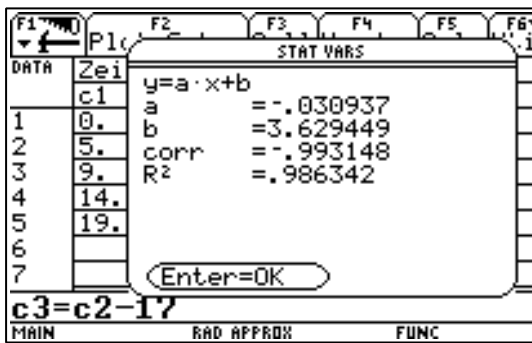 F1 F2 F3 F4 F5 F6
STAT VARS
DATA Zei
c1
y=a·x+b
a =-.030937
b =3.629449
corr =-.993148
R² =.986342
1 0.
2 5.
3 9.
4 14.
5 19.
6
7
Enter=OK
c3=c2-17
MAIN RAD APPROX FUNC